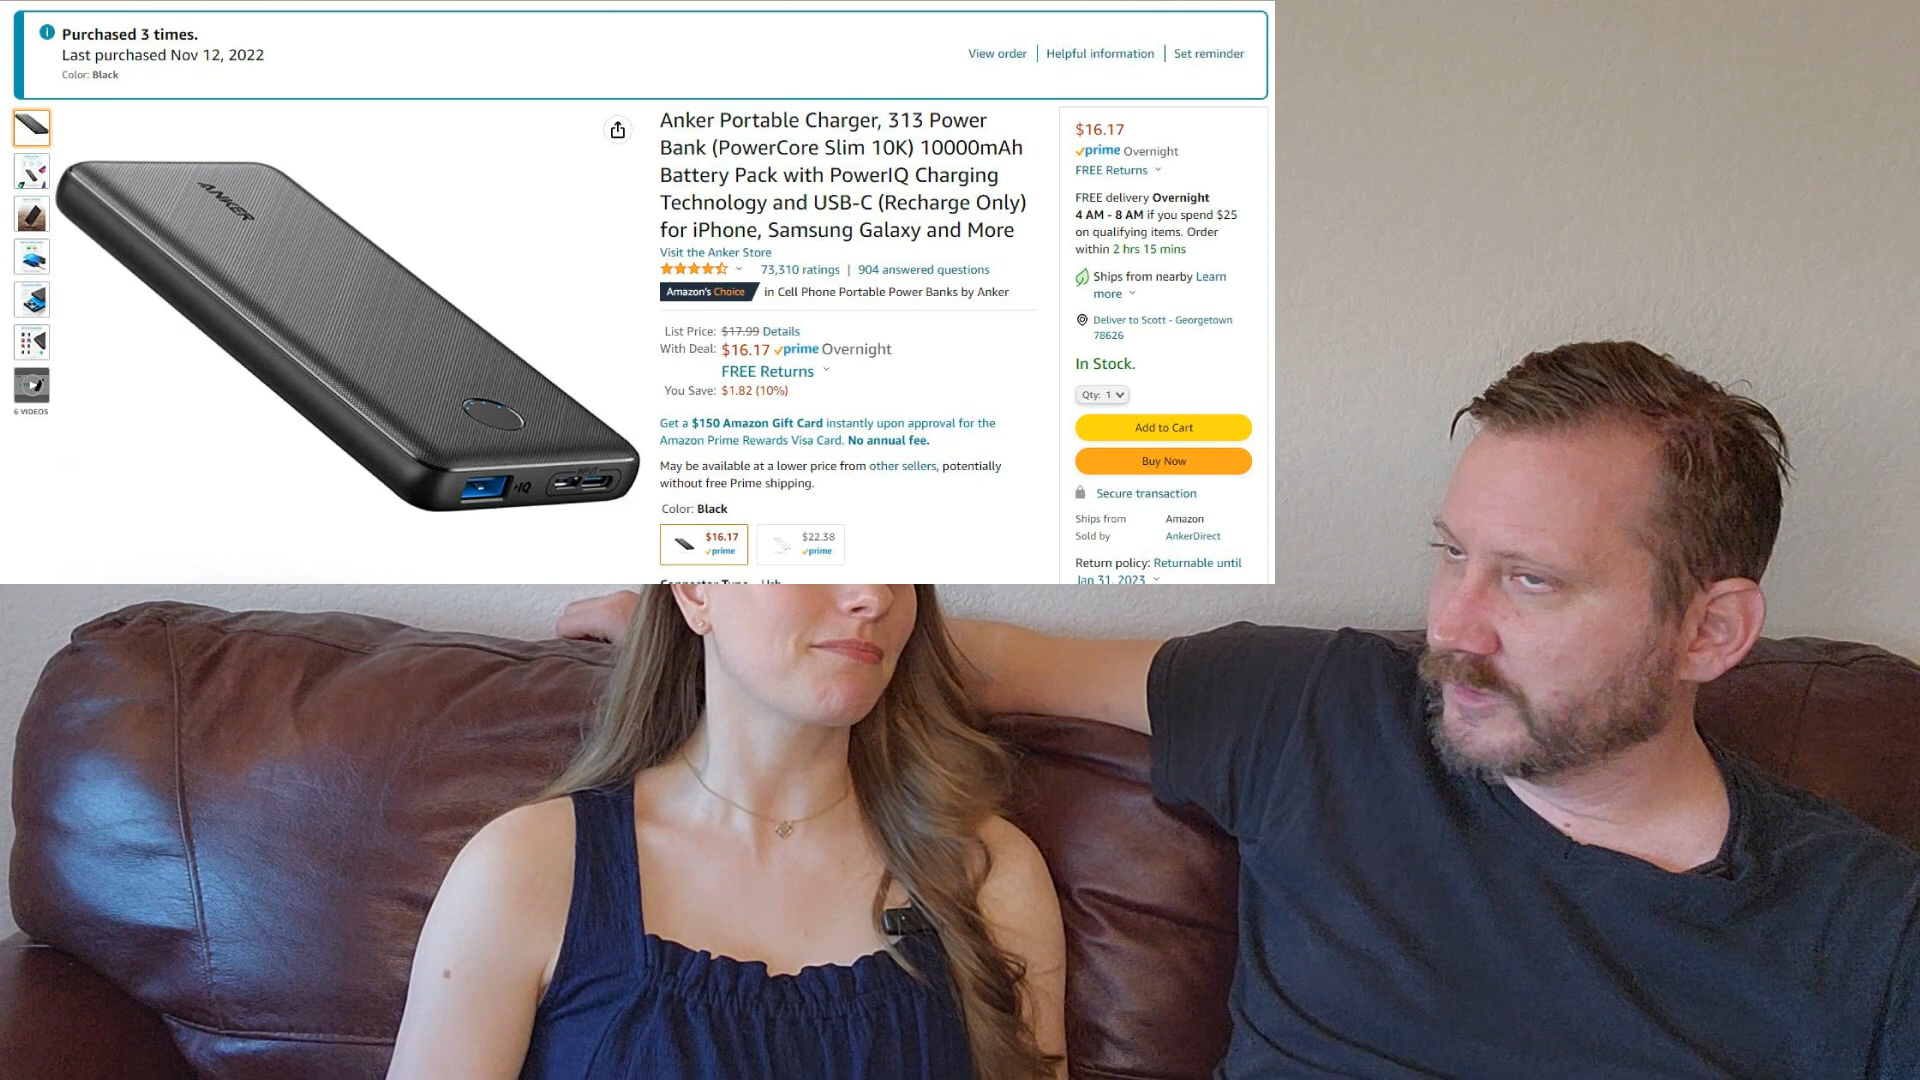 Purchased 3 times.
Last purchased Nov 12, 2022
Color: Black
View order
Helpful information
Set reminder
ANKER
IQ
INPUT
6 VIDEOS
Anker Portable Charger, 313 Power
Bank (PowerCore Slim 10K) 10000mAh
Battery Pack with PowerIQ Charging
Technology and USB-C (Recharge Only)
for iPhone, Samsung Galaxy and More
Visit the Anker Store
73,310 ratings | 904 answered questions
Amazon's Choice in Cell Phone Portable Power Banks by Anker
List Price: $17.99 Details
With Deal: $16.17 prime Overnight
FREE Returns
You Save: $1.82 (10%)
Get a $150 Amazon Gift Card instantly upon approval for the
Amazon Prime Rewards Visa Card. No annual fee.
May be available at a lower price from other sellers, potentially
without free Prime shipping.
Color: Black
$16.17
prime
$22.38
prime
Connector Type Usb
$16.17
prime Overnight
FREE Returns
FREE delivery Overnight
4 AM - 8 AM if you spend $25
on qualifying items. Order
within 2 hrs 15 mins
Ships from nearby Learn
more
Deliver to Scott - Georgetown
78626
In Stock.
Qty: 1
Add to Cart
Buy Now
Secure transaction
Ships from Amazon
Sold by AnkerDirect
Return policy: Returnable until
Jan 31, 2023